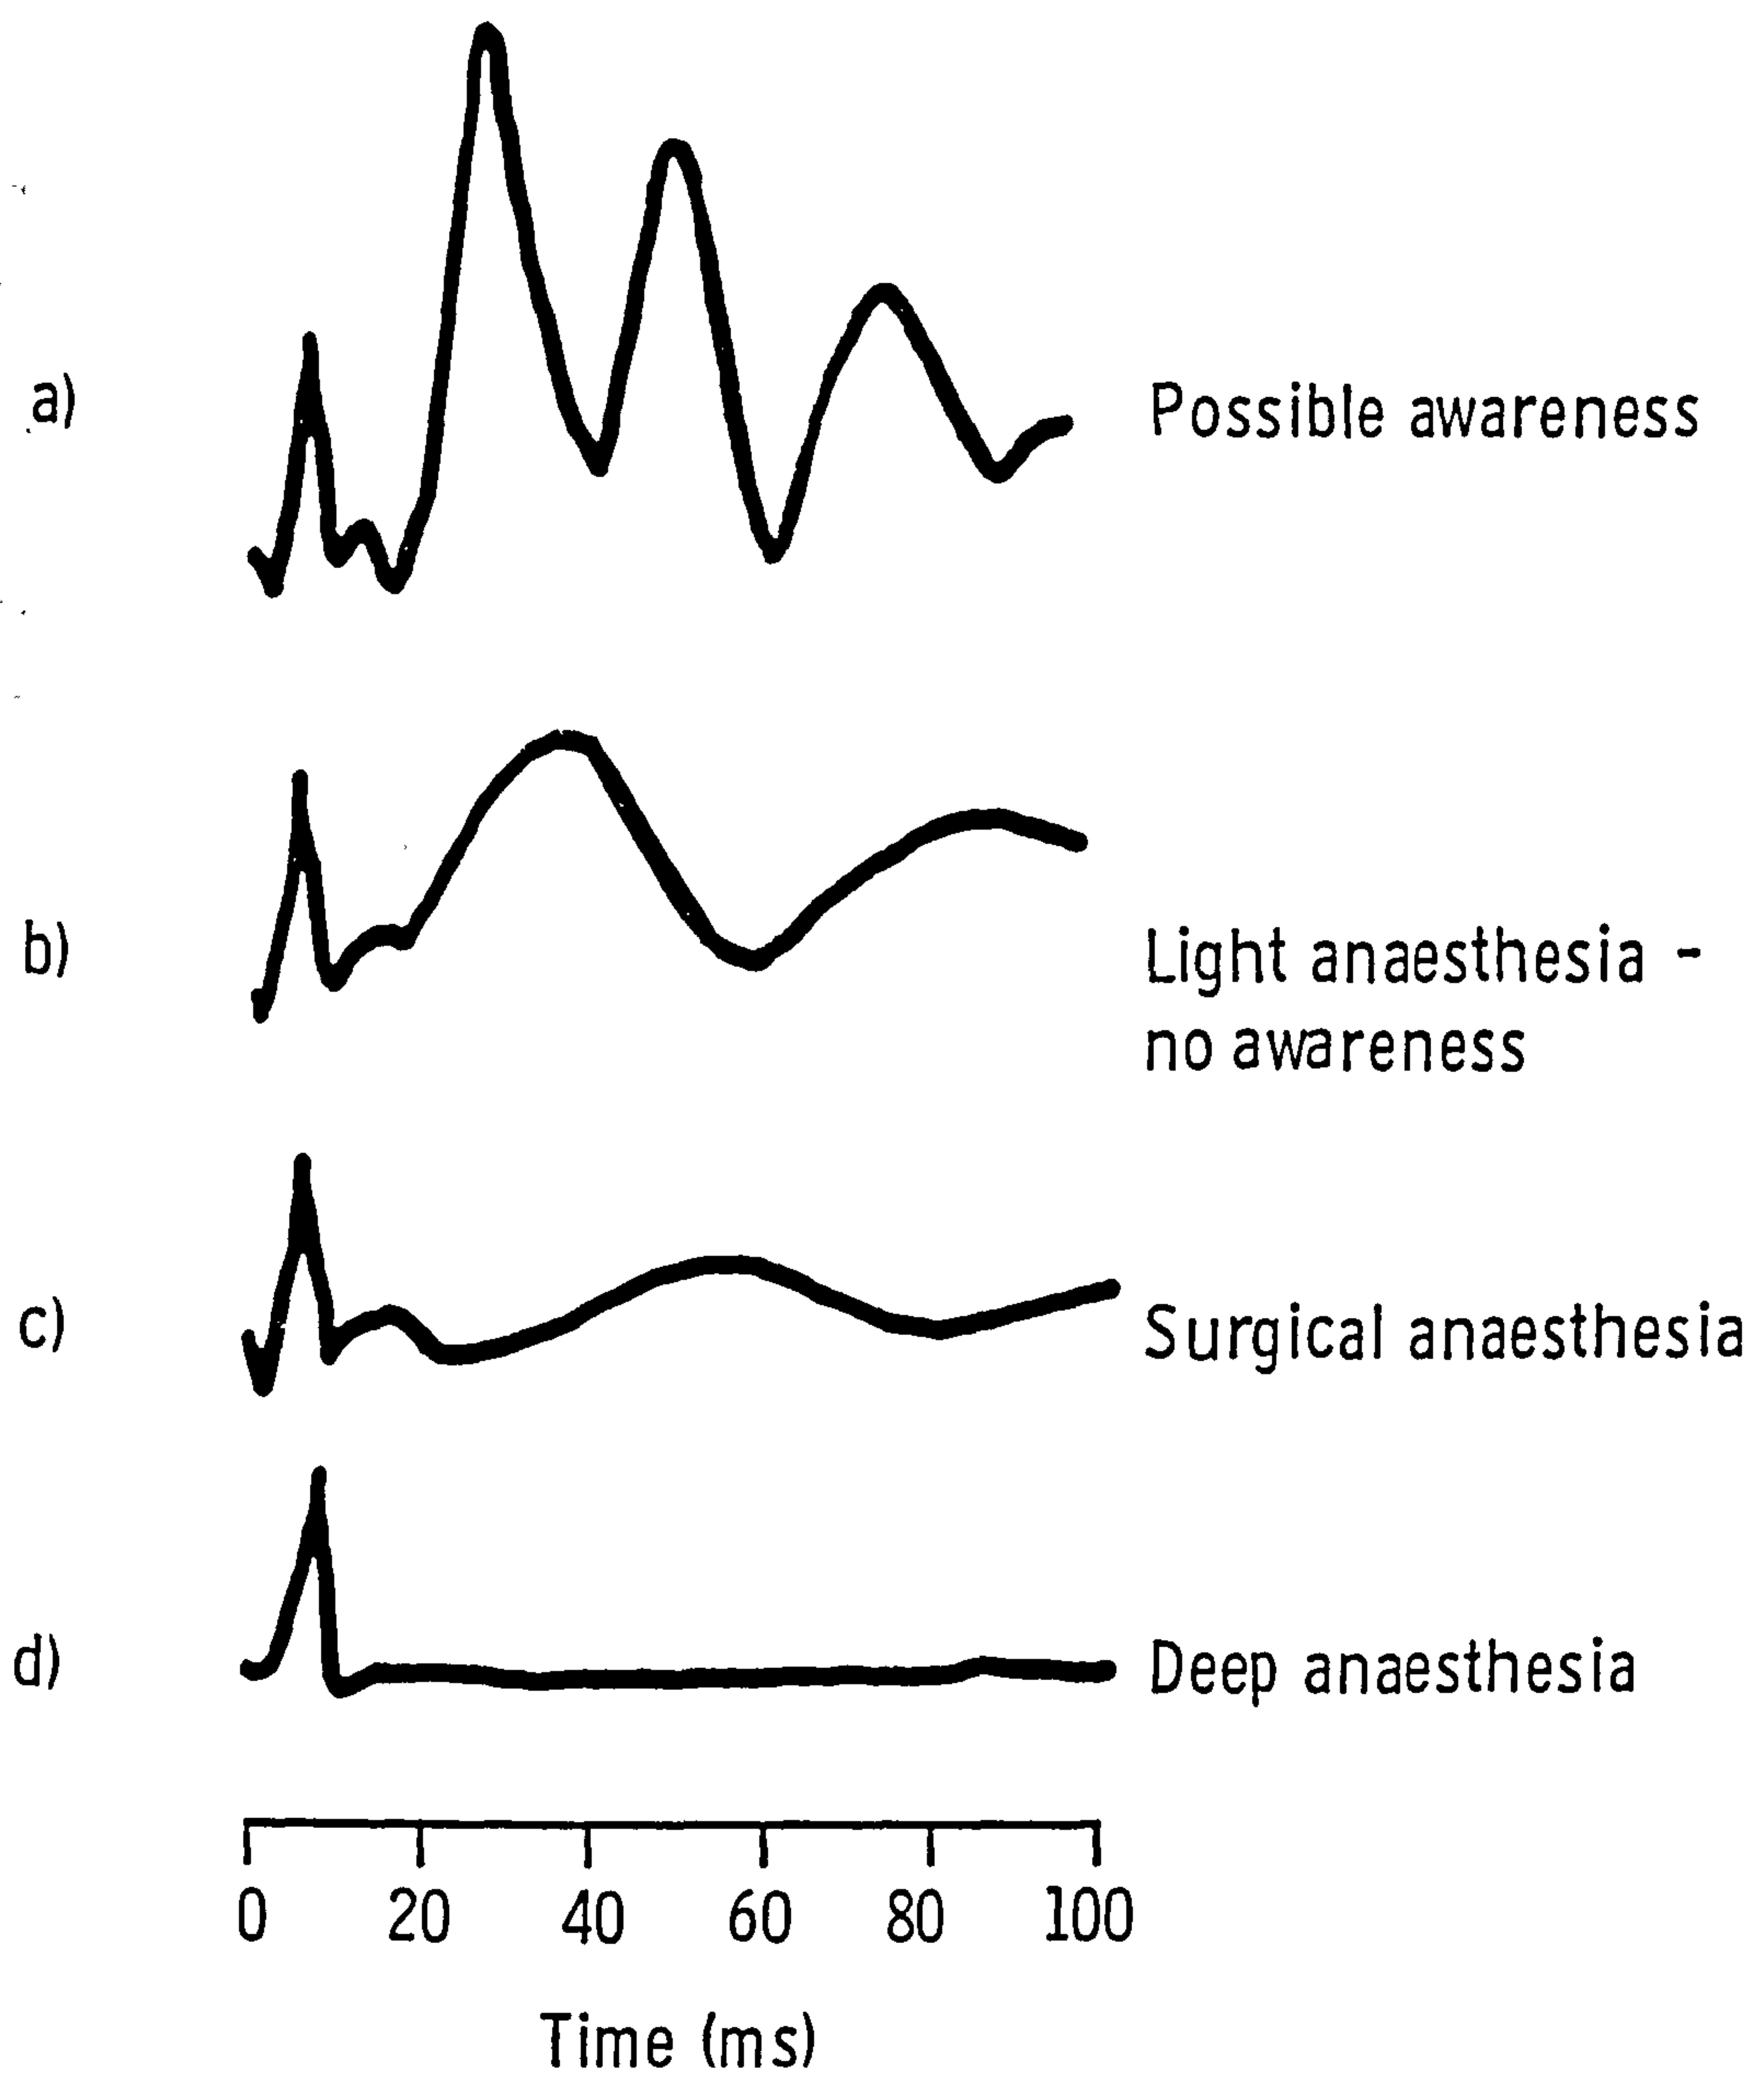 a)
Possible awareness
b)
Light anaesthesia -
no awareness
c)
Surgical anaesthesia
d)
Deep anaesthesia
0 20 40 60 80 100
Time (ms)